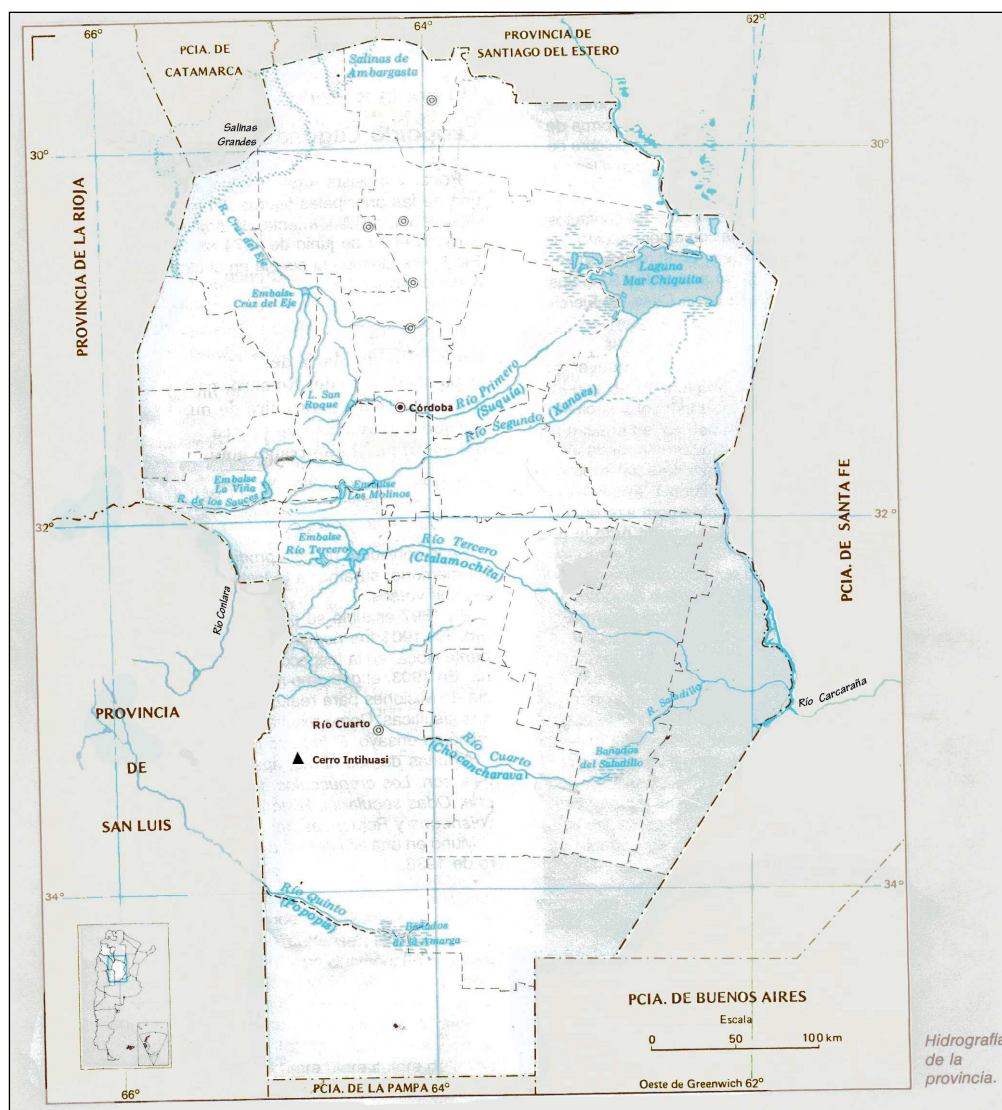 66°
64°
62°
PCIA. DE
CATAMARCA
PROVINCIA DE
SANTIAGO DEL ESTERO
Salinas de
Ambargasta
Salinas
Grandes
30°
30°
PROVINCIA DE LA RIOJA
R. Cruz del Eje
Embalse
Cruz del Eje
Laguna
Mar Chiquita
L. San
Roque
Córdoba
Río Primero
(Suquía)
Río Segundo (Xanaes)
Embalse
La Viña
R. de los Sauces
Embalse
Los Molinos
32°
32°
PCIA. DE SANTA FE
Embalse
Río Tercero
Río Tercero
(Ctalamochita)
Río Conlara
R. Saladillo
Río Carcaraña
PROVINCIA
DE
SAN LUIS
Río Cuarto
Cerro Intihuasi
Río Cuarto
(Chocancharava)
Bañados
del Saladillo
34°
34°
Río Quinto
(Popopis)
Bañados
de la Amarga
PCIA. DE BUENOS AIRES
Escala
0 50 100 km
Hidrografía
de la
provincia.
66°
PCIA. DE LA PAMPA 64°
Oeste de Greenwich 62°